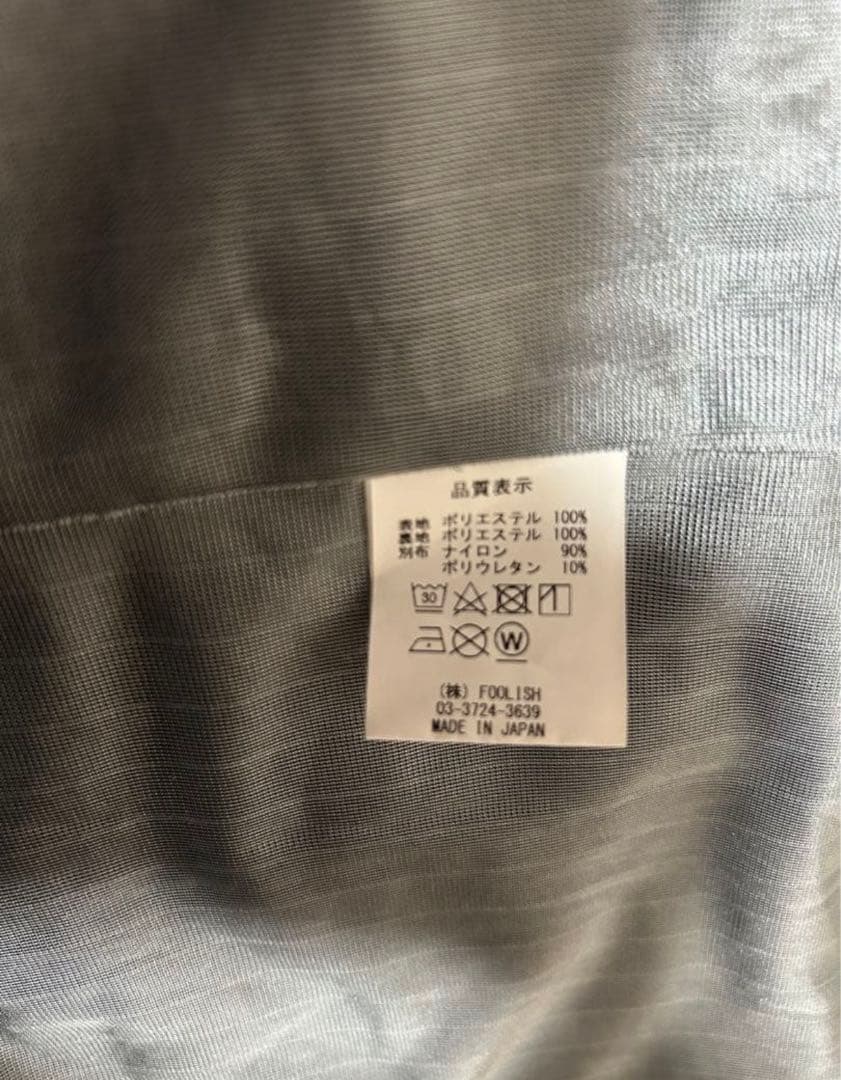 品質表示
表地 ポリエステル 100%
裏地 ポリエステル 100%
別布 ナイロン 90%
ポリウレタン 10%
30
W
(株) FOOLISH
03-3724-3639
MADE IN JAPAN